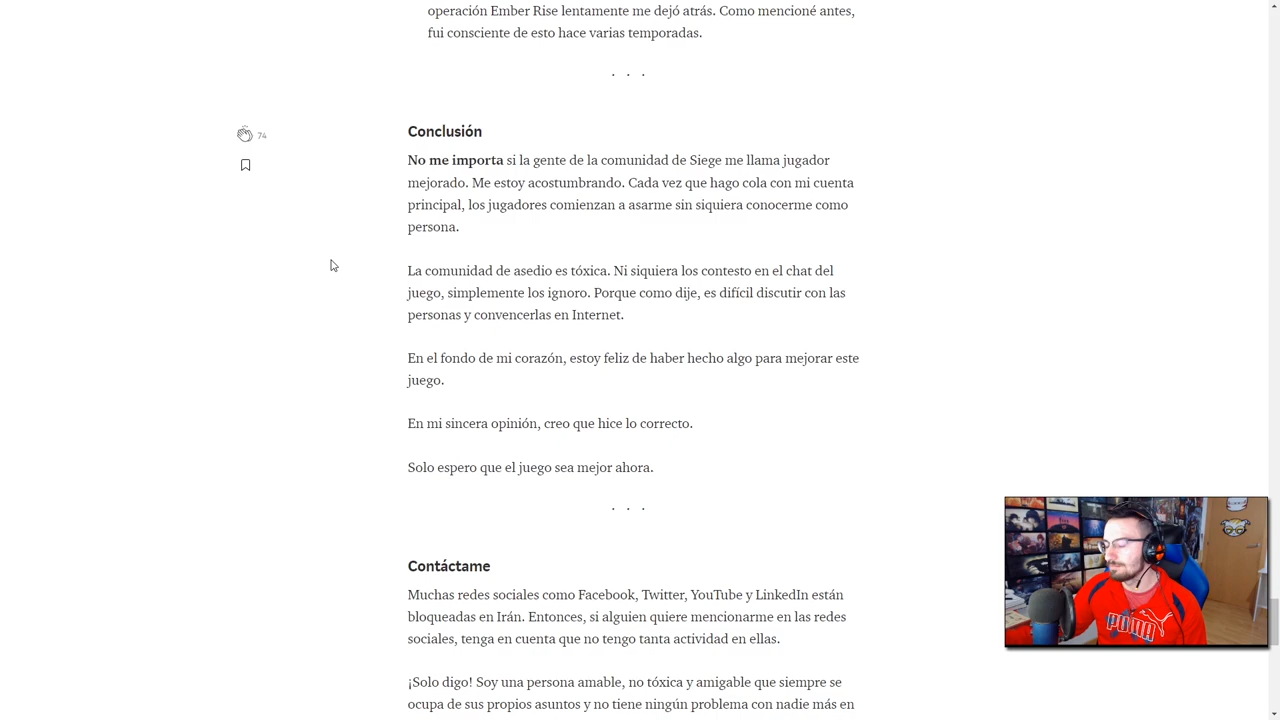 operación Ember Rise lentamente me dejó atrás. Como mencioné antes,
fui consciente de esto hace varias temporadas.
. . .
74
Conclusión
No me importa si la gente de la comunidad de Siege me llama jugador
mejorado. Me estoy acostumbrando. Cada vez que hago cola con mi cuenta
principal, los jugadores comienzan a asarme sin siquiera conocerme como
persona.
La comunidad de asedio es tóxica. Ni siquiera los contesto en el chat del
juego, simplemente los ignoro. Porque como dije, es difícil discutir con las
personas y convencerlas en Internet.
En el fondo de mi corazón, estoy feliz de haber hecho algo para mejorar este
juego.
En mi sincera opinión, creo que hice lo correcto.
Solo espero que el juego sea mejor ahora.
. . .
Contáctame
Muchas redes sociales como Facebook, Twitter, YouTube y LinkedIn están
bloqueadas en Irán. Entonces, si alguien quiere mencionarme en las redes
sociales, tenga en cuenta que no tengo tanta actividad en ellas.
¡Solo digo! Soy una persona amable, no tóxica y amigable que siempre se
ocupa de sus propios asuntos y no tiene ningún problema con nadie más en
PUMA